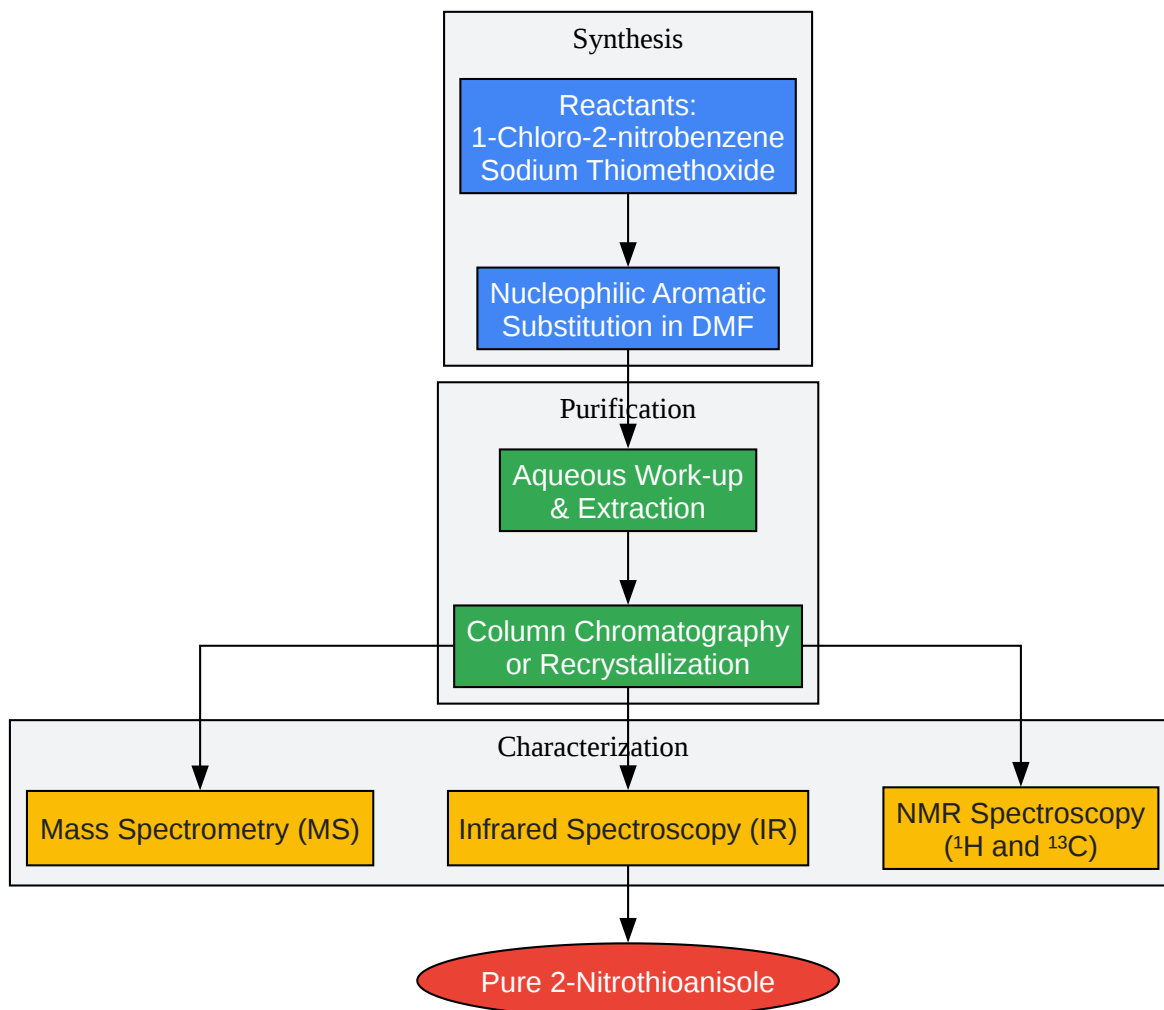 Synthesis
Reactants:
1-Chloro-2-nitrobenzene
Sodium Thiomethoxide
Nucleophilic Aromatic
Substitution in DMF
Purification
Aqueous Work-up
& Extraction
Column Chromatography
or Recrystallization
Characterization
Mass Spectrometry (MS)
Infrared Spectroscopy (IR)
NMR Spectroscopy
(¹H and ¹³C)
Pure 2-Nitrothioanisole